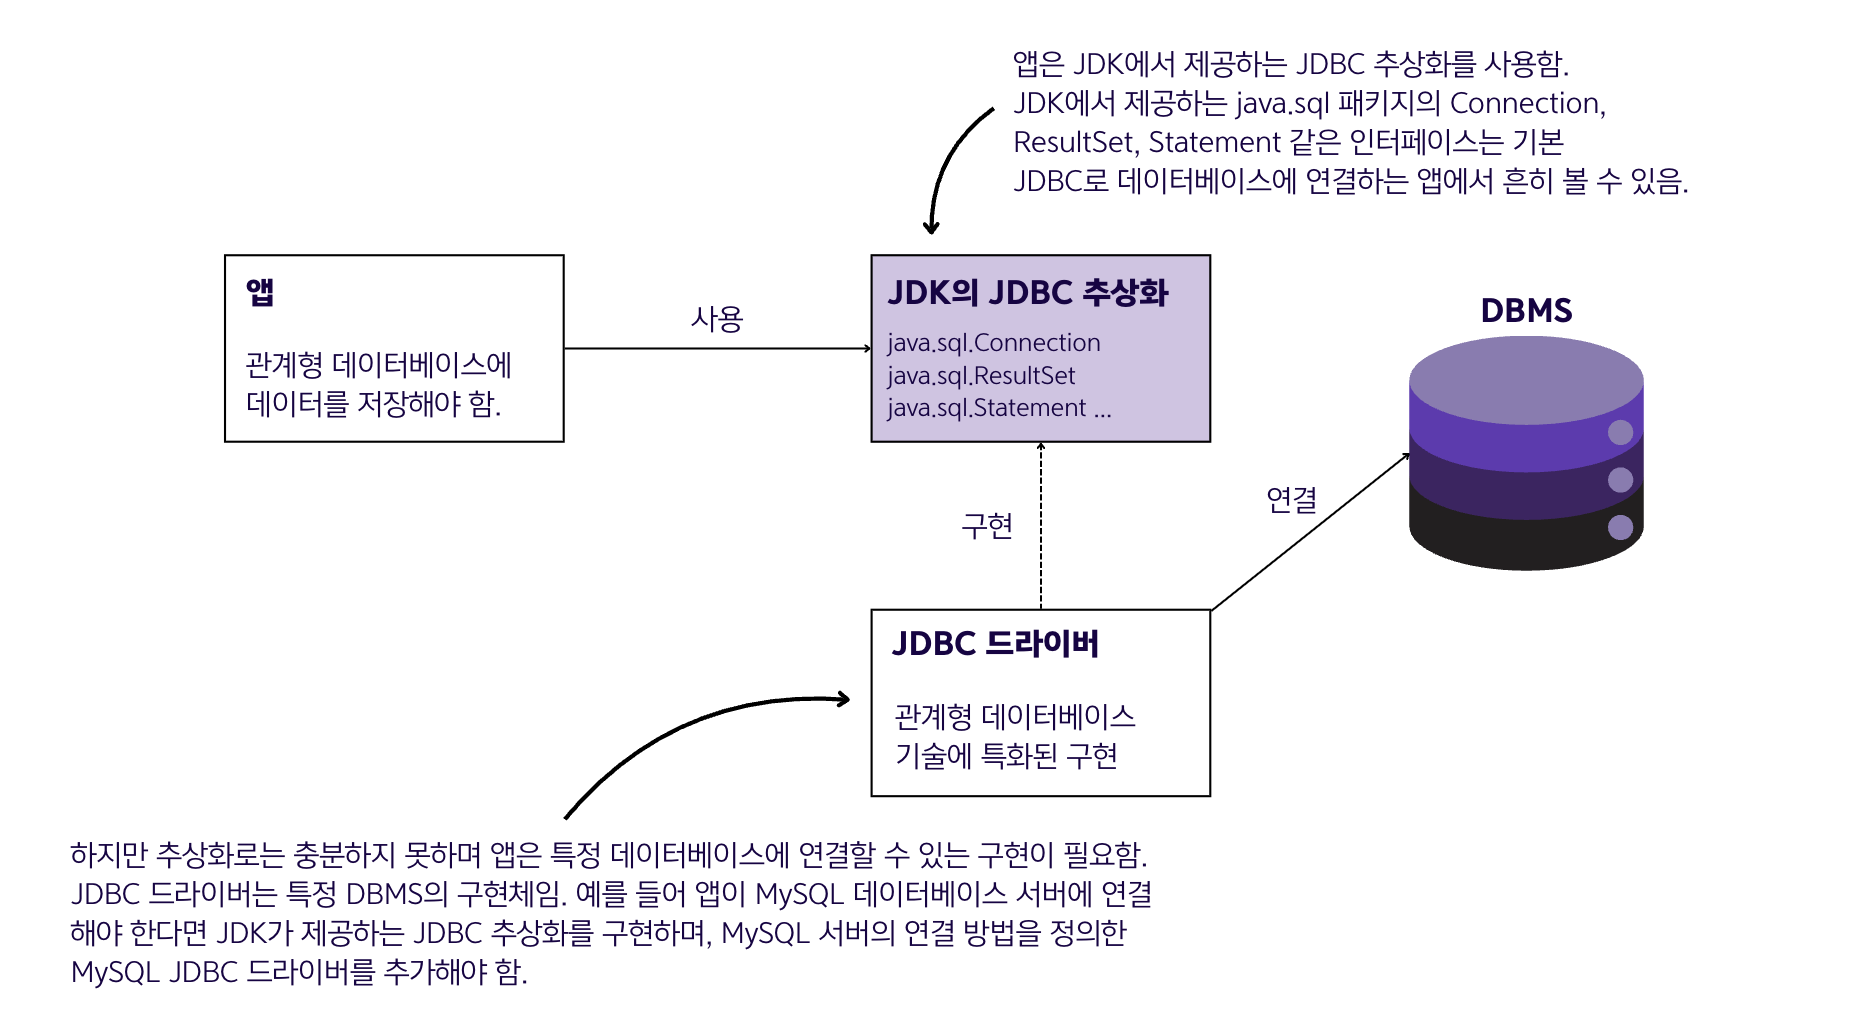 앱은 JDK에서 제공하는 JDBC 추상화를 사용함.
JDK에서 제공하는 java.sql 패키지의 Connection,
ResultSet, Statement 같은 인터페이스는 기본
JDBC로 데이터베이스에 연결하는 앱에서 흔히 볼 수 있음.
앱
관계형 데이터베이스에
데이터를 저장해야 함.
사용
JDK의 JDBC 추상화
java.sql.Connection
java.sql.ResultSet
java.sql.Statement ...
DBMS
구현
연결
JDBC 드라이버
관계형 데이터베이스
기술에 특화된 구현
하지만 추상화로는 충분하지 못하며 앱은 특정 데이터베이스에 연결할 수 있는 구현이 필요함.
JDBC 드라이버는 특정 DBMS의 구현체임. 예를 들어 앱이 MySQL 데이터베이스 서버에 연결
해야 한다면 JDK가 제공하는 JDBC 추상화를 구현하며, MySQL 서버의 연결 방법을 정의한
MySQL JDBC 드라이버를 추가해야 함.